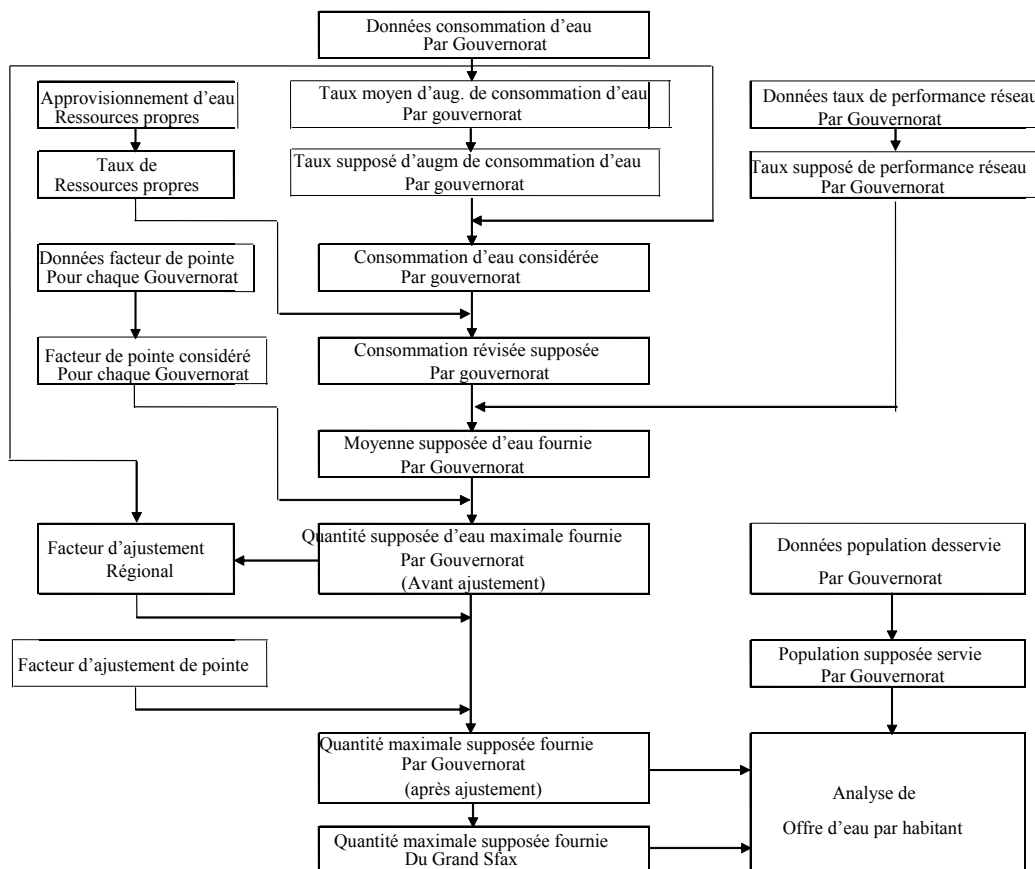 Données consommation d'eau
Par Gouvernorat
Approvisionnement d'eau
Ressources propres
Taux moyen d'aug. de consommation d'eau
Par gouvernorat
Données taux de performance réseau
Par Gouvernorat
Taux de
Ressources propres
Taux supposé d'augm de consommation d'eau
Par gouvernorat
Taux supposé de performance réseau
Par Gouvernorat
Données facteur de pointe
Pour chaque Gouvernorat
Consommation d'eau considérée
Par gouvernorat
Facteur de pointe considéré
Pour chaque Gouvernorat
Consommation révisée supposée
Par gouvernorat
Moyenne supposée d'eau fournie
Par Gouvernorat
Facteur d'ajustement
Régional
Quantité supposée d'eau maximale fournie
Par Gouvernorat
(Avant ajustement)
Données population desservie
Par Gouvernorat
Facteur d'ajustement de pointe
Population supposée servie
Par Gouvernorat
Quantité maximale supposée fournie
Par Gouvernorat
(après ajustement)
Analyse de
Offre d'eau par habitant
Quantité maximale supposée fournie
Du Grand Sfax